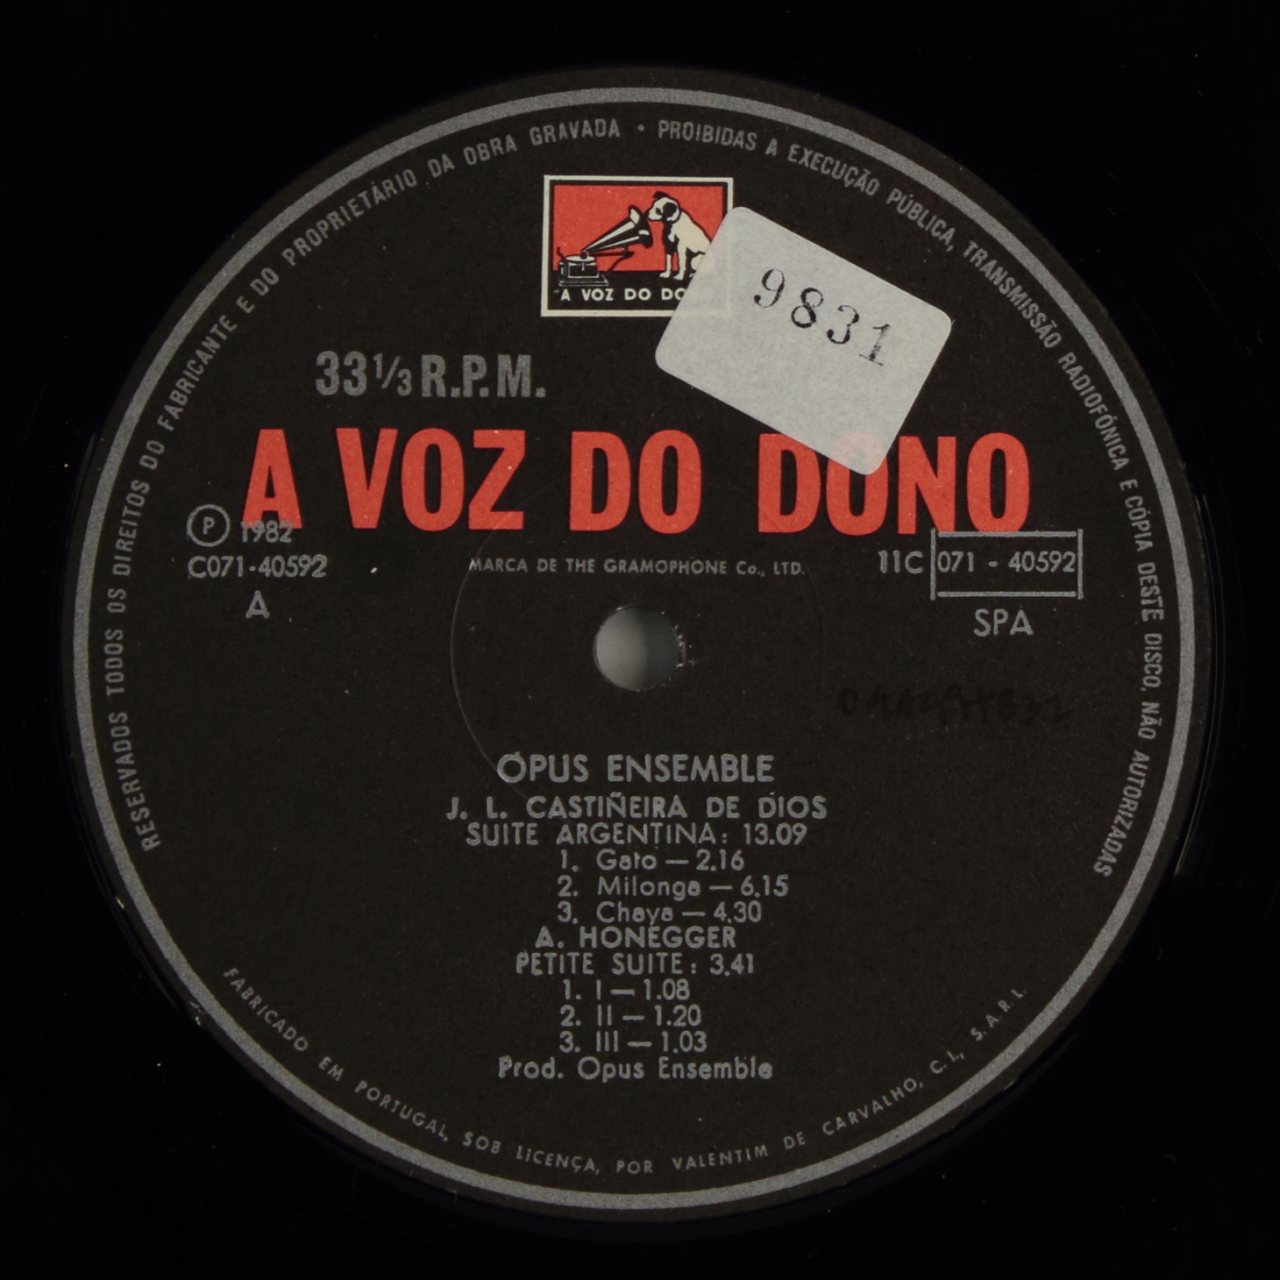 RESERVADOS TODOS OS DIREITOS DO FABRICANTE E DO PROPRIETÁRIO DA OBRA GRAVADA • PROIBIDAS A EXECUÇÃO PÚBLICA, TRANSMISSÃO RADIOFÓNICA E CÓPIA DESTE DISCO, NÃO AUTORIZADAS
"A VOZ DO DO
9831
33 1/3 R.P.M.
A VOZ DO DONO
Ⓟ 1982
MARCA DE THE GRAMOPHONE Co., LTD.
C071-40592
11C 071 - 40592
A
SPA
OPUS ENSEMBLE
J. L. CASTIÑEIRA DE DIOS
SUITE ARGENTINA: 13.09
1. Gato — 2.16
2. Milonga — 6.15
3. Chaya — 4.30
A. HONEGGER
PETITE SUITE: 3.41
1. I — 1.08
2. II — 1.20
3. III — 1.03
Prod. Opus Ensemble
FABRICADO EM PORTUGAL, SOB LICENÇA, POR VALENTIM DE CARVALHO, C. I., S. A. R. L.